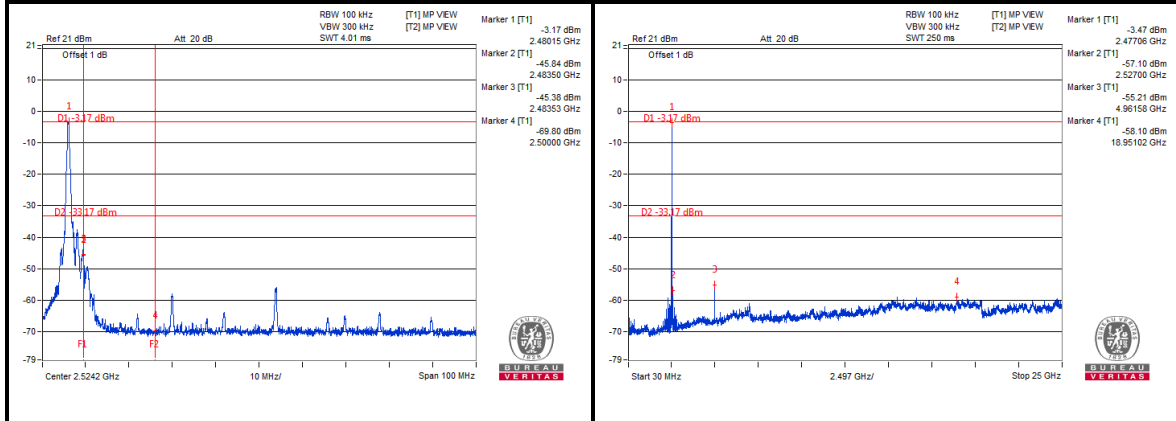 RBW 100 kHz [T1] MP VIEW
VBW 300 kHz [T2] MP VIEW
Ref 21 dBm Att 20 dB SWT 4.01 ms
Marker 1 [T1]
-3.17 dBm
2.48015 GHz
Marker 2 [T1]
-45.84 dBm
2.48350 GHz
Marker 3 [T1]
-45.38 dBm
2.48353 GHz
Marker 4 [T1]
-69.80 dBm
2.50000 GHz
21
Offset 1 dB
10
0
1
D1 -3.17 dBm
-10
-20
-30
D2 -33.17 dBm
-40
-50
-60
4
-70
F1 F2
-79
Center 2.5242 GHz 10 MHz/ Span 100 MHz
BUREAU VERITAS
1828
BUREAU
VERITAS
RBW 100 kHz [T1] MP VIEW
VBW 300 kHz [T2] MP VIEW
Ref 21 dBm Att 20 dB SWT 250 ms
Marker 1 [T1]
-3.47 dBm
2.47706 GHz
Marker 2 [T1]
-57.10 dBm
2.52700 GHz
Marker 3 [T1]
-55.21 dBm
4.96158 GHz
Marker 4 [T1]
-58.10 dBm
18.95102 GHz
21
Offset 1 dB
10
0
1
D1 -3.17 dBm
-10
-20
-30
D2 -33.17 dBm
-40
-50
2 3 4
-60
-70
-79
Start 30 MHz 2.497 GHz/ Stop 25 GHz
BUREAU VERITAS
1828
BUREAU
VERITAS